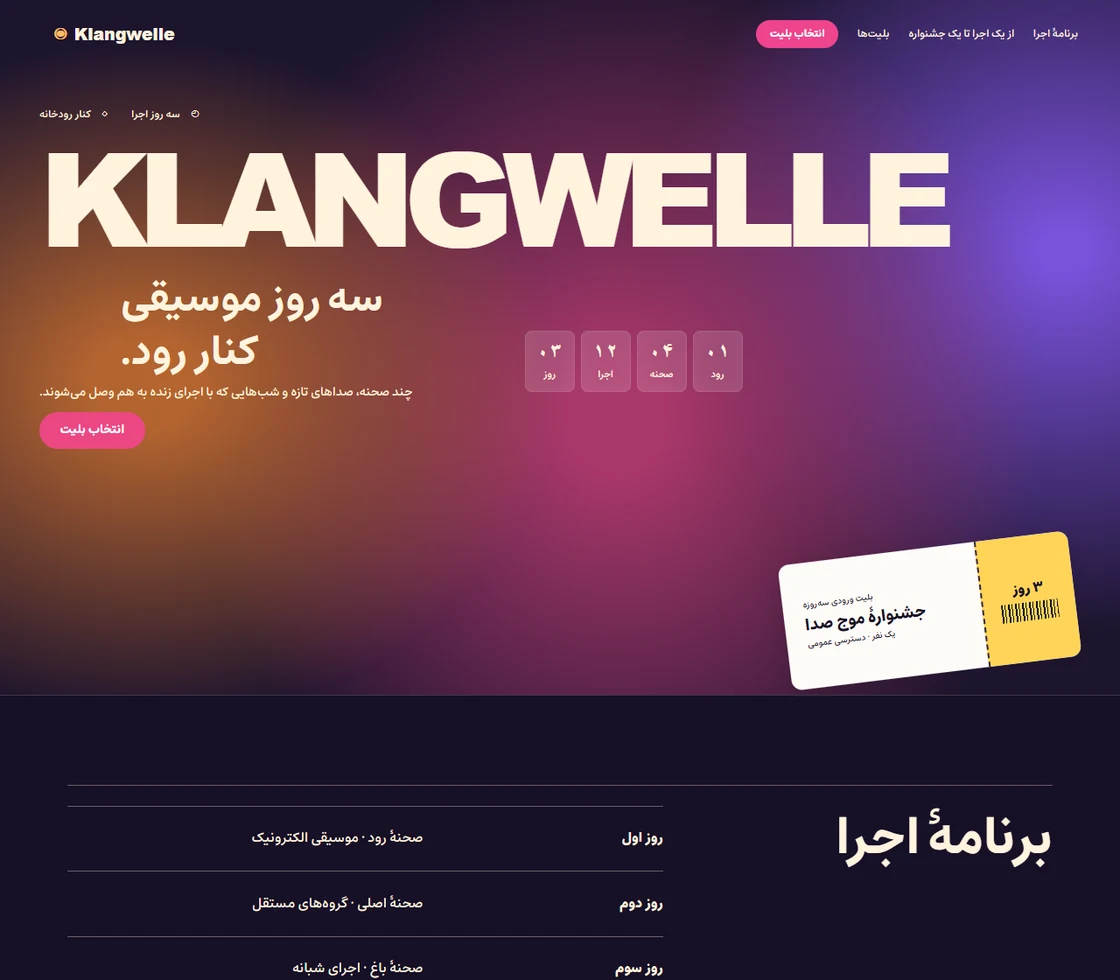 Klangwelle
برنامهٔ اجرا
از یک اجرا تا یک جشنواره
بلیت‌ها
انتخاب بلیت
سه روز اجرا
کنار رودخانه
KLANGWELLE
سه روز موسیقی
کنار رود.
چند صحنه، صداهای تازه و شب‌هایی که با اجرای زنده به هم وصل می‌شوند.
انتخاب بلیت
۰۱
رود
۰۴
صحنه
۱۲
اجرا
۰۳
روز
۳ روز
بلیت ورودی سه‌روزه
جشنوارهٔ موج صدا
یک نفر · دسترسی عمومی
برنامهٔ اجرا
روز اول
صحنهٔ رود · موسیقی الکترونیک
روز دوم
صحنهٔ اصلی · گروه‌های مستقل
روز سوم
صحنهٔ باغ · اجرای شبانه